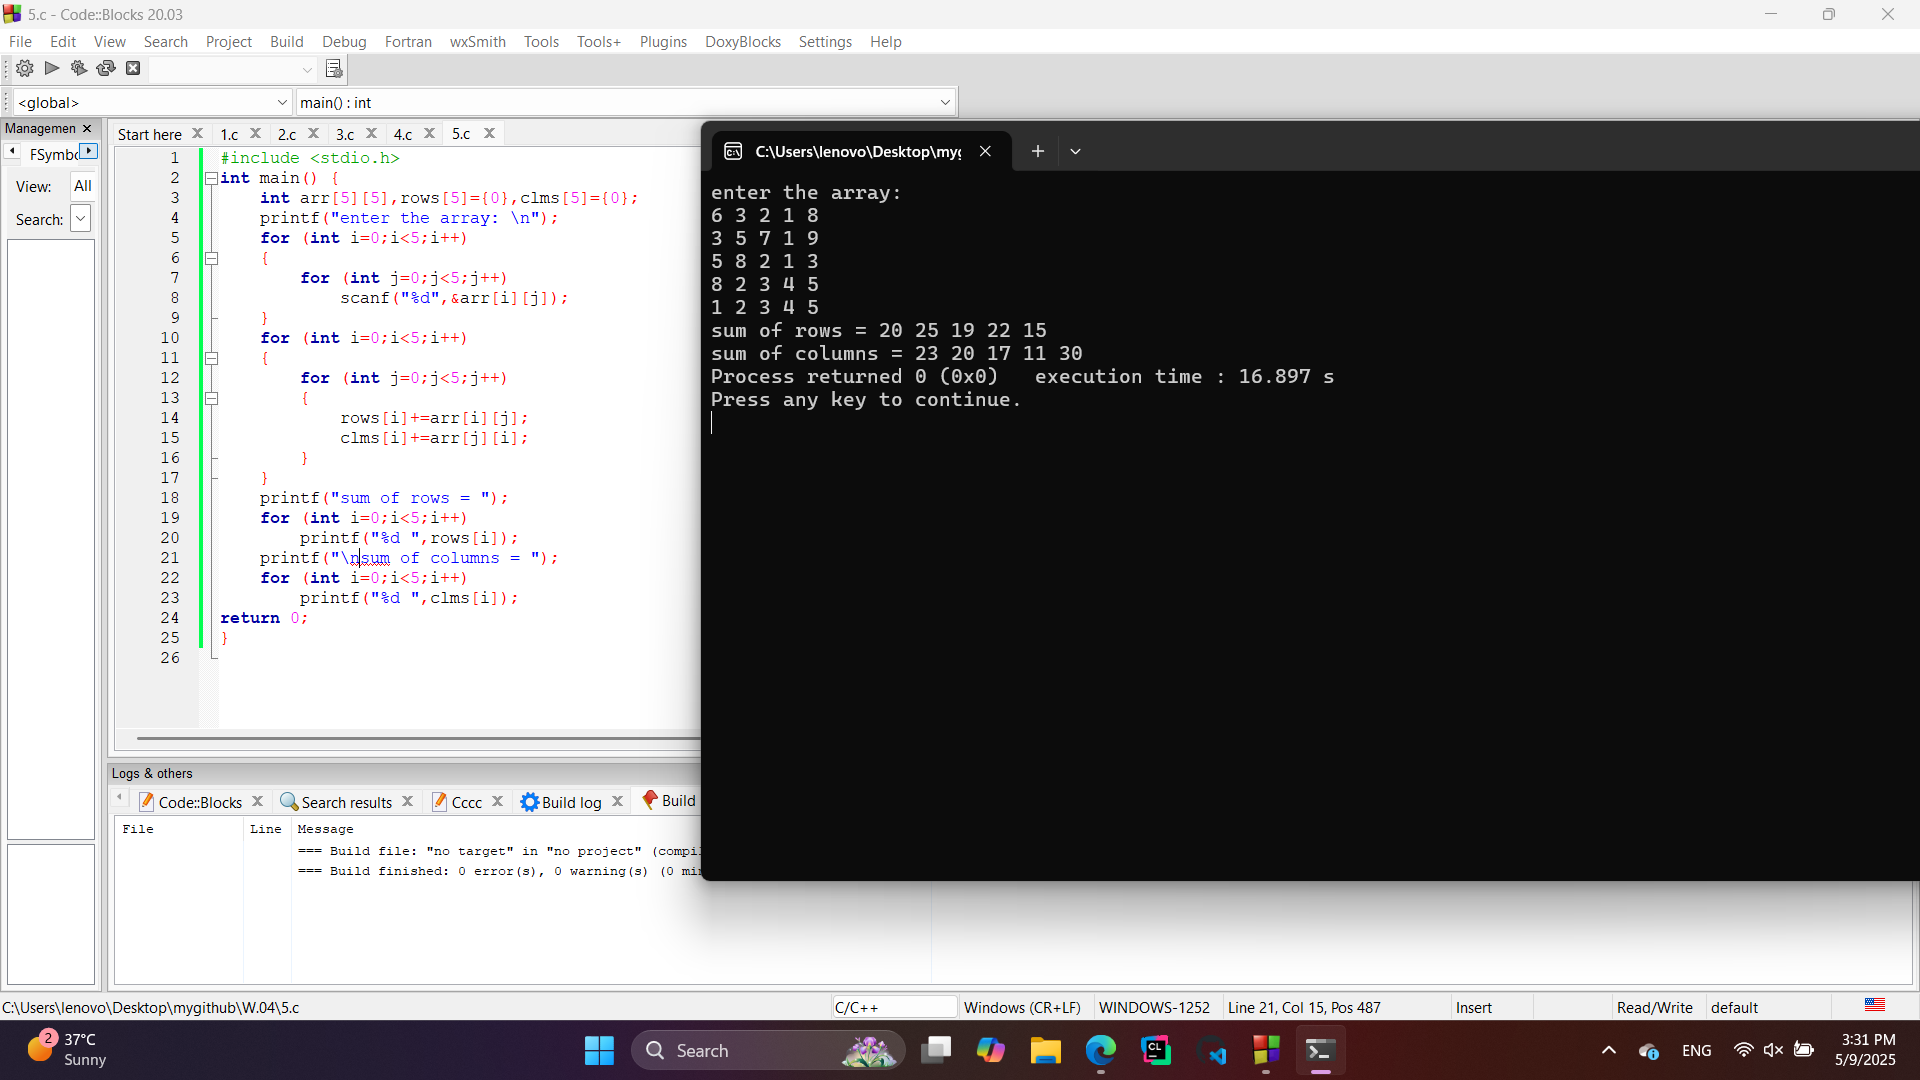 5.c - Code::Blocks 20.03
File Edit View Search Project Build Debug Fortran wxSmith Tools Tools+ Plugins DoxyBlocks Settings Help
<global> main() : int
Managemen
FSymbc
View: All
Search:
Start here 1.c 2.c 3.c 4.c 5.c
1 #include <stdio.h>
2 int main() {
3 int arr[5][5],rows[5]={0},clms[5]={0};
4 printf("enter the array: \n");
5 for (int i=0;i<5;i++)
6 {
7 for (int j=0;j<5;j++)
8 scanf("%d",&arr[i][j]);
9 }
10 for (int i=0;i<5;i++)
11 {
12 for (int j=0;j<5;j++)
13 {
14 rows[i]+=arr[i][j];
15 clms[i]+=arr[j][i];
16 }
17 }
18 printf("sum of rows = ");
19 for (int i=0;i<5;i++)
20 printf("%d ",rows[i]);
21 printf("\nsum of columns = ");
22 for (int i=0;i<5;i++)
23 printf("%d ",clms[i]);
24 return 0;
25 }
26
C:\Users\lenovo\Desktop\myg
enter the array:
6 3 2 1 8
3 5 7 1 9
5 8 2 1 3
8 2 3 4 5
1 2 3 4 5
sum of rows = 20 25 19 22 15
sum of columns = 23 20 17 11 30
Process returned 0 (0x0)   execution time : 16.897 s
Press any key to continue.
Logs & others
Code::Blocks Search results Cccc Build log Build
File Line Message
=== Build file: "no target" in "no project" (compi
=== Build finished: 0 error(s), 0 warning(s) (0 mi
C:\Users\lenovo\Desktop\mygithub\W.04\5.c C/C++ Windows (CR+LF) WINDOWS-1252 Line 21, Col 15, Pos 487 Insert Read/Write default
2 37°C
Sunny
Search
CL
ENG
3:31 PM
5/9/2025